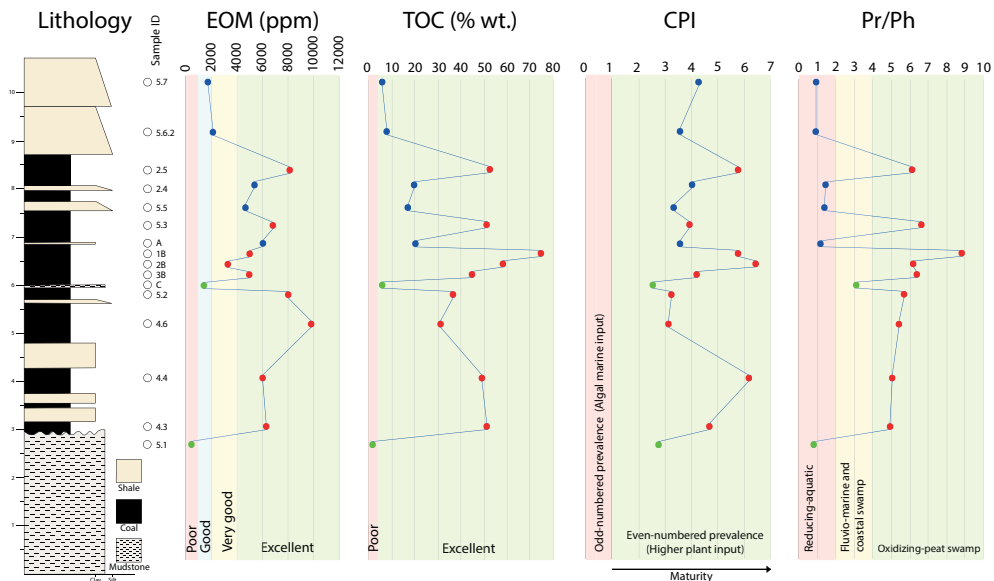 Lithology
Sample ID
EOM (ppm)
TOC (% wt.)
CPI
Pr/Ph
0
2000
4000
6000
8000
10000
12000
0
10
20
30
40
50
60
70
80
0
1
2
3
4
5
6
7
0
1
2
3
4
5
6
7
8
9
10
10
9
8
7
6
5
4
3
2
1
5.7
5.6.2
2.5
2.4
5.5
5.3
A
1B
2B
3B
C
5.2
4.6
4.4
4.3
5.1
Shale
Coal
Mudstone
Clay
Silt
Poor
Good
Very good
Excellent
Poor
Excellent
Odd-numbered prevalence (Algal marine input)
Even-numbered prevalence
(Higher plant input)
Maturity
Reducing-aquatic
Fluvio-marine and
coastal swamp
Oxidizing-peat swamp